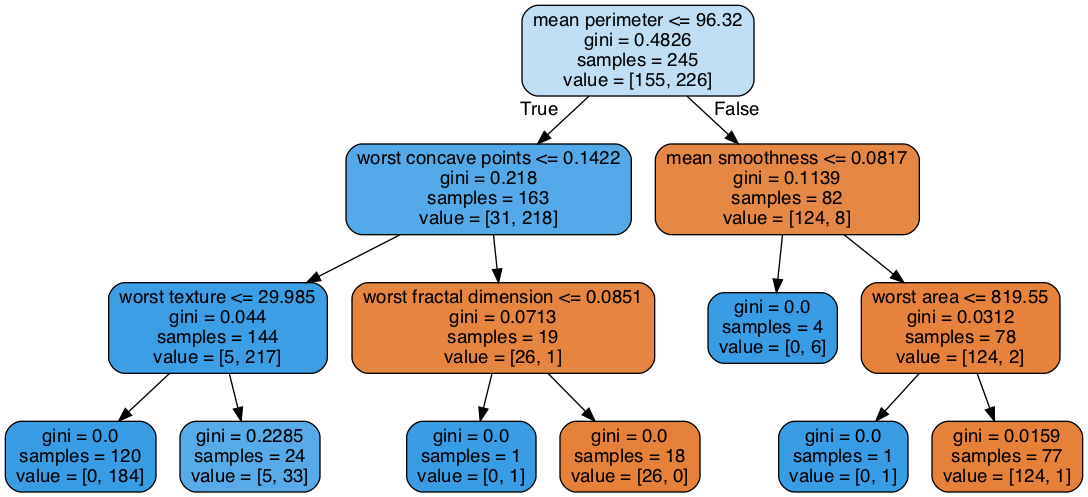 mean perimeter <= 96.32
gini = 0.4826
samples = 245
value = [155, 226]
True
False
worst concave points <= 0.1422
gini = 0.218
samples = 163
value = [31, 218]
mean smoothness <= 0.0817
gini = 0.1139
samples = 82
value = [124, 8]
worst texture <= 29.985
gini = 0.044
samples = 144
value = [5, 217]
worst fractal dimension <= 0.0851
gini = 0.0713
samples = 19
value = [26, 1]
gini = 0.0
samples = 4
value = [0, 6]
worst area <= 819.55
gini = 0.0312
samples = 78
value = [124, 2]
gini = 0.0
samples = 120
value = [0, 184]
gini = 0.2285
samples = 24
value = [5, 33]
gini = 0.0
samples = 1
value = [0, 1]
gini = 0.0
samples = 18
value = [26, 0]
gini = 0.0
samples = 1
value = [0, 1]
gini = 0.0159
samples = 77
value = [124, 1]